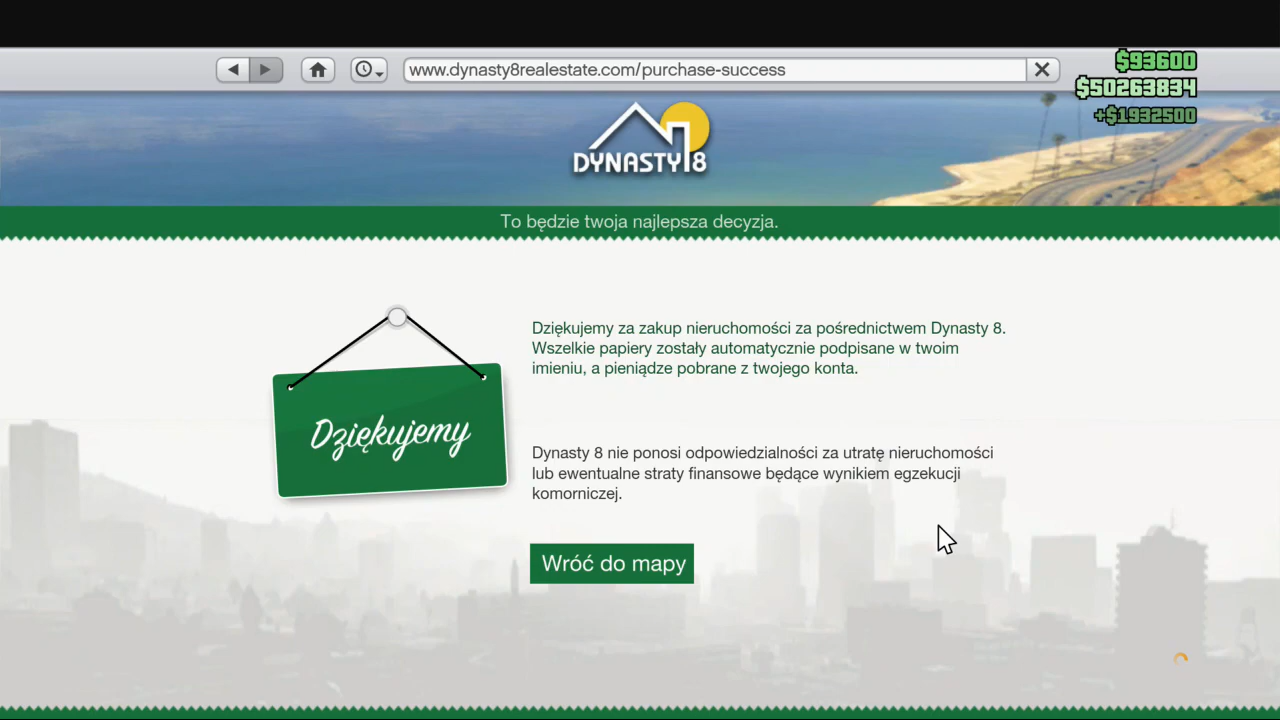 www.dynasty8realestate.com/purchase-success
$93600
$50263834
+$1932500
DYNASTY 8
To będzie twoja najlepsza decyzja.
Dziękujemy
Dziękujemy za zakup nieruchomości za pośrednictwem Dynasty 8.
Wszelkie papiery zostały automatycznie podpisane w twoim
imieniu, a pieniądze pobrane z twojego konta.
Dynasty 8 nie ponosi odpowiedzialności za utratę nieruchomości
lub ewentualne straty finansowe będące wynikiem egzekucji
komorniczej.
Wróć do mapy